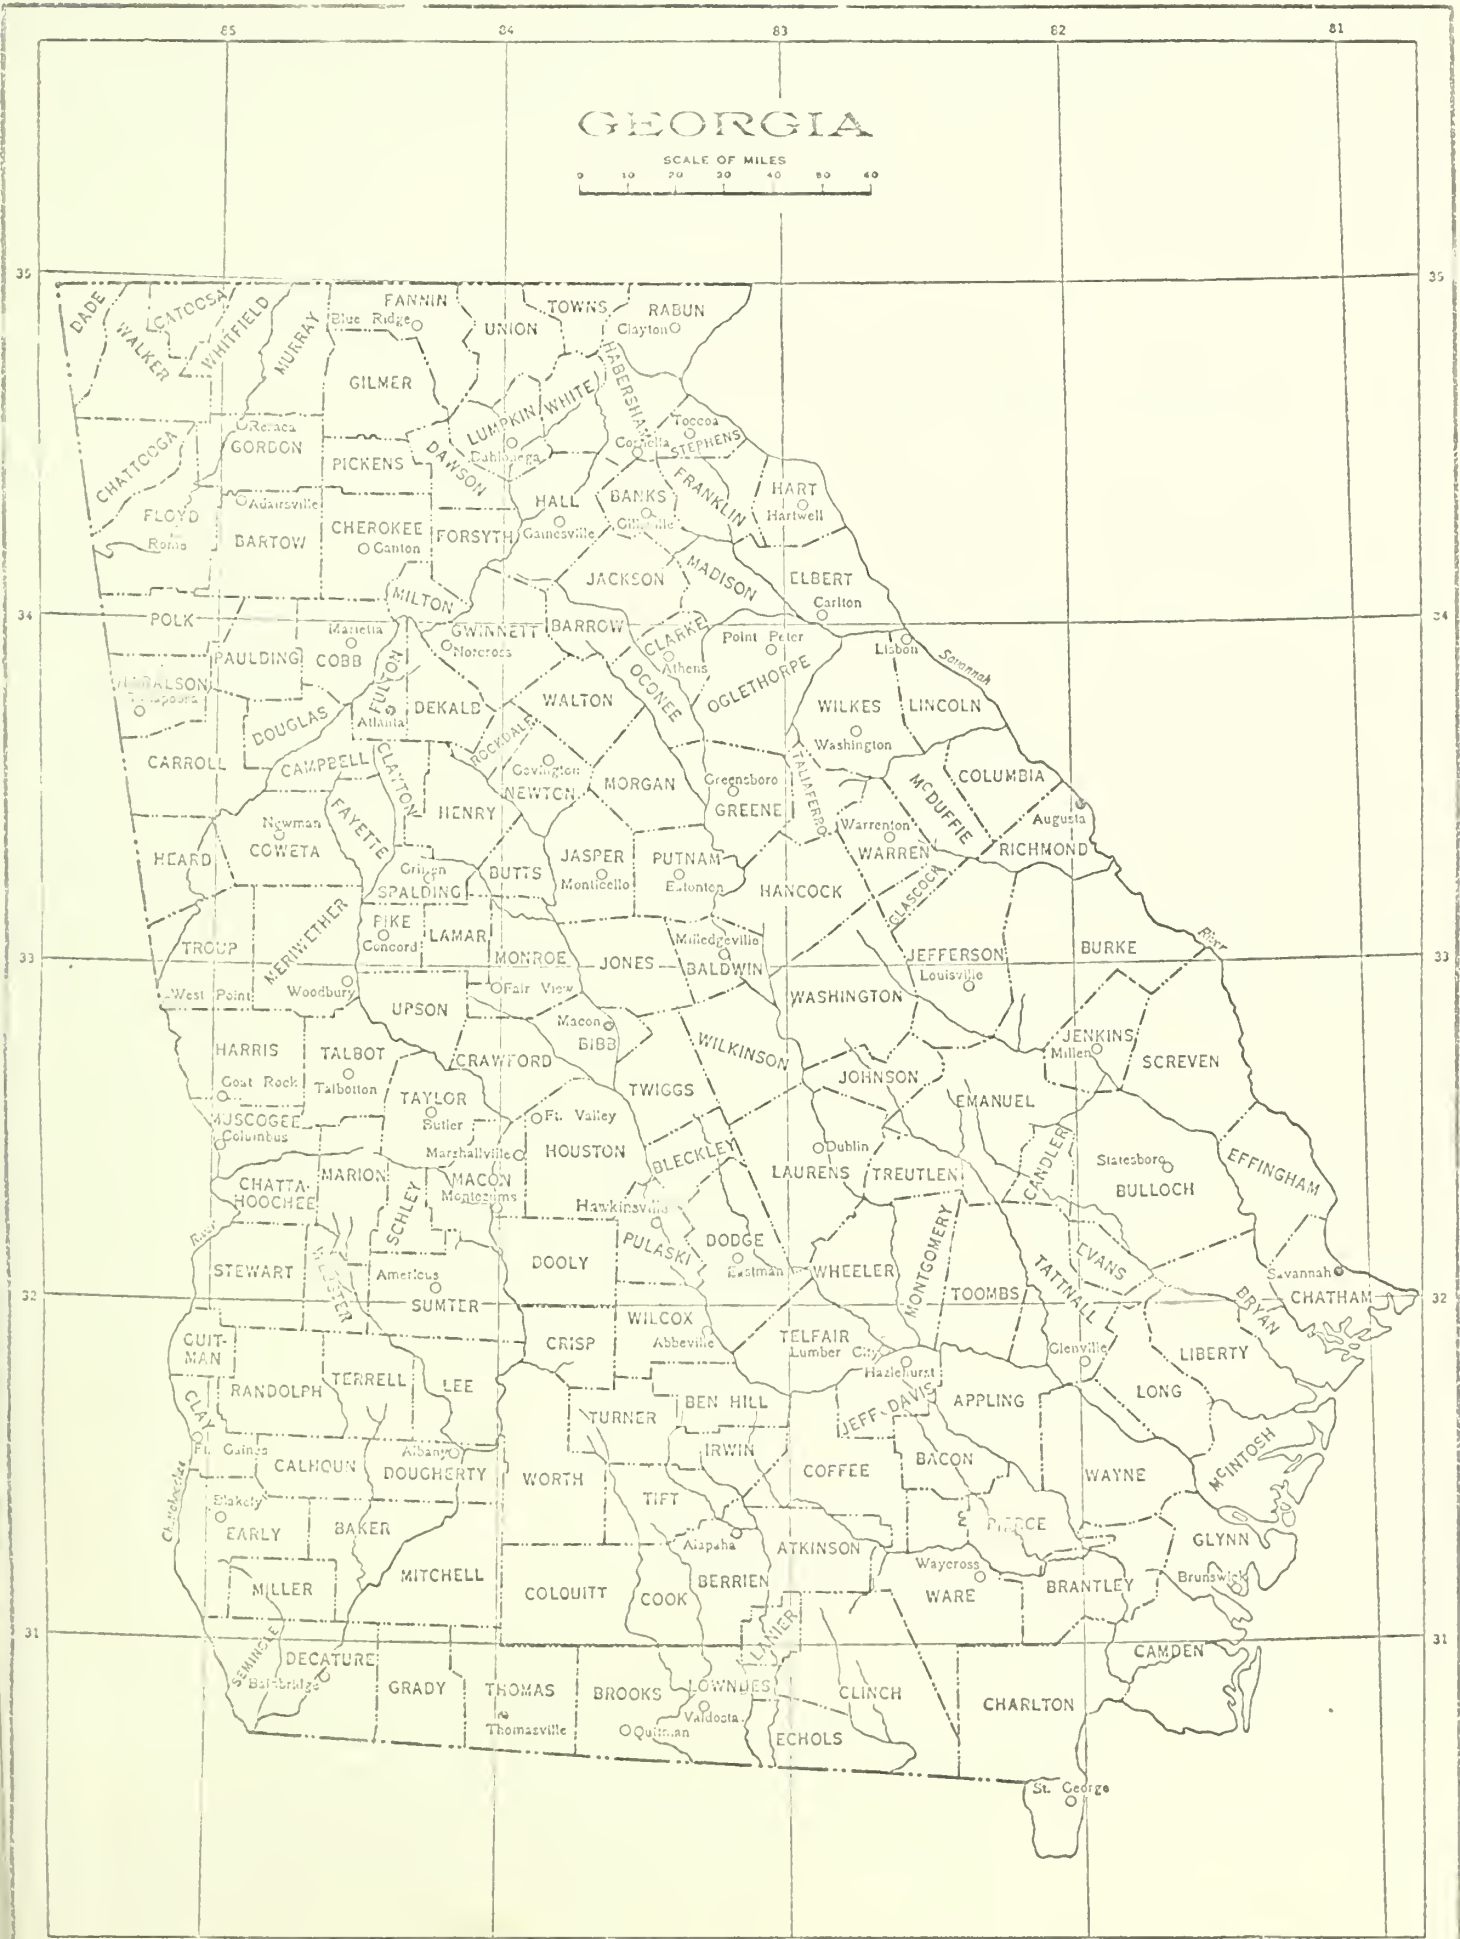 85 84 83 82 81
GEORGIA
SCALE OF MILES
0 10 20 30 40 50 60
35 35
DADE
CATOOSA
WALKER
WHITFIELD
MURRAY
FANNIN
Blue Ridge
UNION
TOWNS
RABUN
Clayton
GILMER
HABERSHAM
LUMPKIN
WHITE
Dahlonega
Toccoa
Cornelia
STEPHENS
CHATTOOGA
Resaca
GORDON
PICKENS
DAWSON
HALL
Gainesville
BANKS
Gillsville
FRANKLIN
HART
Hartwell
FLOYD
Rome
Adairsville
BARTOW
CHEROKEE
Canton
FORSYTH
JACKSON
MADISON
ELBERT
Carlton
MILTON
34 34
POLK
Marietta
COBB
PAULDING
GWINNETT
Norcross
BARROW
CLARKE
Athens
Point Peter
OGLETHORPE
Lisbon
Savannah
FULTON
Atlanta
DEKALB
WALTON
OCONEE
WILKES
Washington
LINCOLN
DOUGLAS
CARROLL
CAMPBELL
CLAYTON
ROCKDALE
Covington
NEWTON
MORGAN
Greensboro
GREENE
TALIAFERRO
McDUFFIE
COLUMBIA
Augusta
HENRY
FAYETTE
Newman
COWETA
HEARD
Warrenton
WARREN
RICHMOND
Griffen
SPALDING
BUTTS
JASPER
Monticello
PUTNAM
Eatonton
HANCOCK
GLASCOCK
PIKE
Concord
LAMAR
MERIWETHER
TROUP
Milledgeville
BALDWIN
JEFFERSON
Louisville
BURKE
River
33 33
MONROE
JONES
WASHINGTON
West Point
Woodbury
Fair View
UPSON
Macon
BIBB
WILKINSON
JENKINS
Millen
SCREVEN
HARRIS
TALBOT
Talbotton
CRAWFORD
JOHNSON
Goat Rock
TWIGGS
TAYLOR
Butler
EMANUEL
MUSCOGEE
Columbus
Ft. Valley
HOUSTON
Marshallville
BLECKLEY
Dublin
LAURENS
TREUTLEN
CANDLER
Statesboro
BULLOCH
EFFINGHAM
CHATTA-
HOOCHEE
MARION
SCHLEY
MACON
Hawkinsville
PULASKI
DODGE
Eastman
MONTGOMERY
River
STEWART
WEBSTER
Americus
SUMTER
DOOLY
WHEELER
TOOMBS
TATTNALL
EVANS
Savannah
CHATHAM
BRYAN
32 32
WILCOX
Abbeville
CRISP
TELFAIR
Lumber City
Hazlehurst
Glenville
LIBERTY
LONG
QUIT-
MAN
RANDOLPH
TERRELL
LEE
CLAY
Ft. Gaines
TURNER
BEN HILL
JEFF-DAVIS
APPLING
IRWIN
COFFEE
BACON
WAYNE
McINTOSH
CALHOUN
Albany
DOUGHERTY
WORTH
TIFT
Blakely
EARLY
BAKER
Alapaha
ATKINSON
PIERCE
GLYNN
Brunswick
MILLER
MITCHELL
COLQUITT
COOK
BERRIEN
LANIER
Waycross
WARE
BRANTLEY
31 31
SEMINOLE
DECATURE
Bainbridge
GRADY
THOMAS
Thomasville
BROOKS
Quitman
LOWNDES
Valdosta
CLINCH
ECHOLS
CHARLTON
CAMDEN
St. George